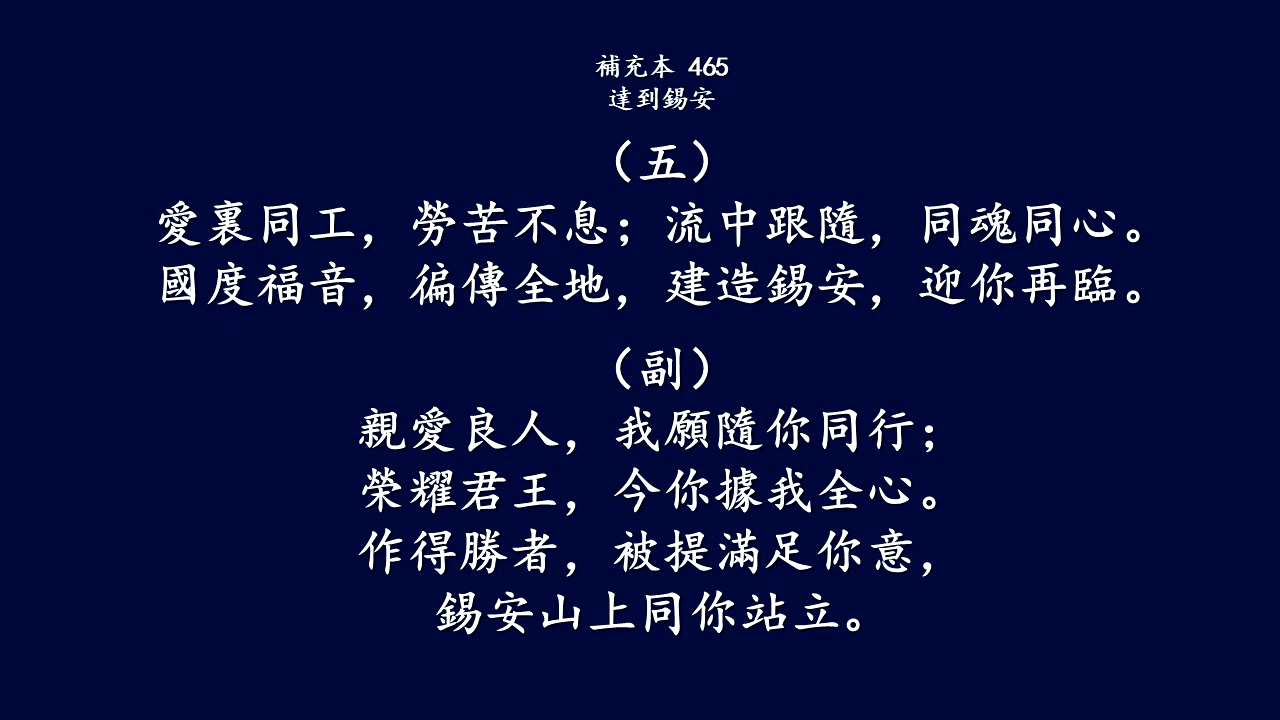 補充本 465
達到錫安
（五）
愛裏同工，勞苦不息；流中跟隨，同魂同心。
國度福音，徧傳全地，建造錫安，迎你再臨。
（副）
親愛良人，我願隨你同行；
榮耀君王，今你據我全心。
作得勝者，被提滿足你意，
錫安山上同你站立。